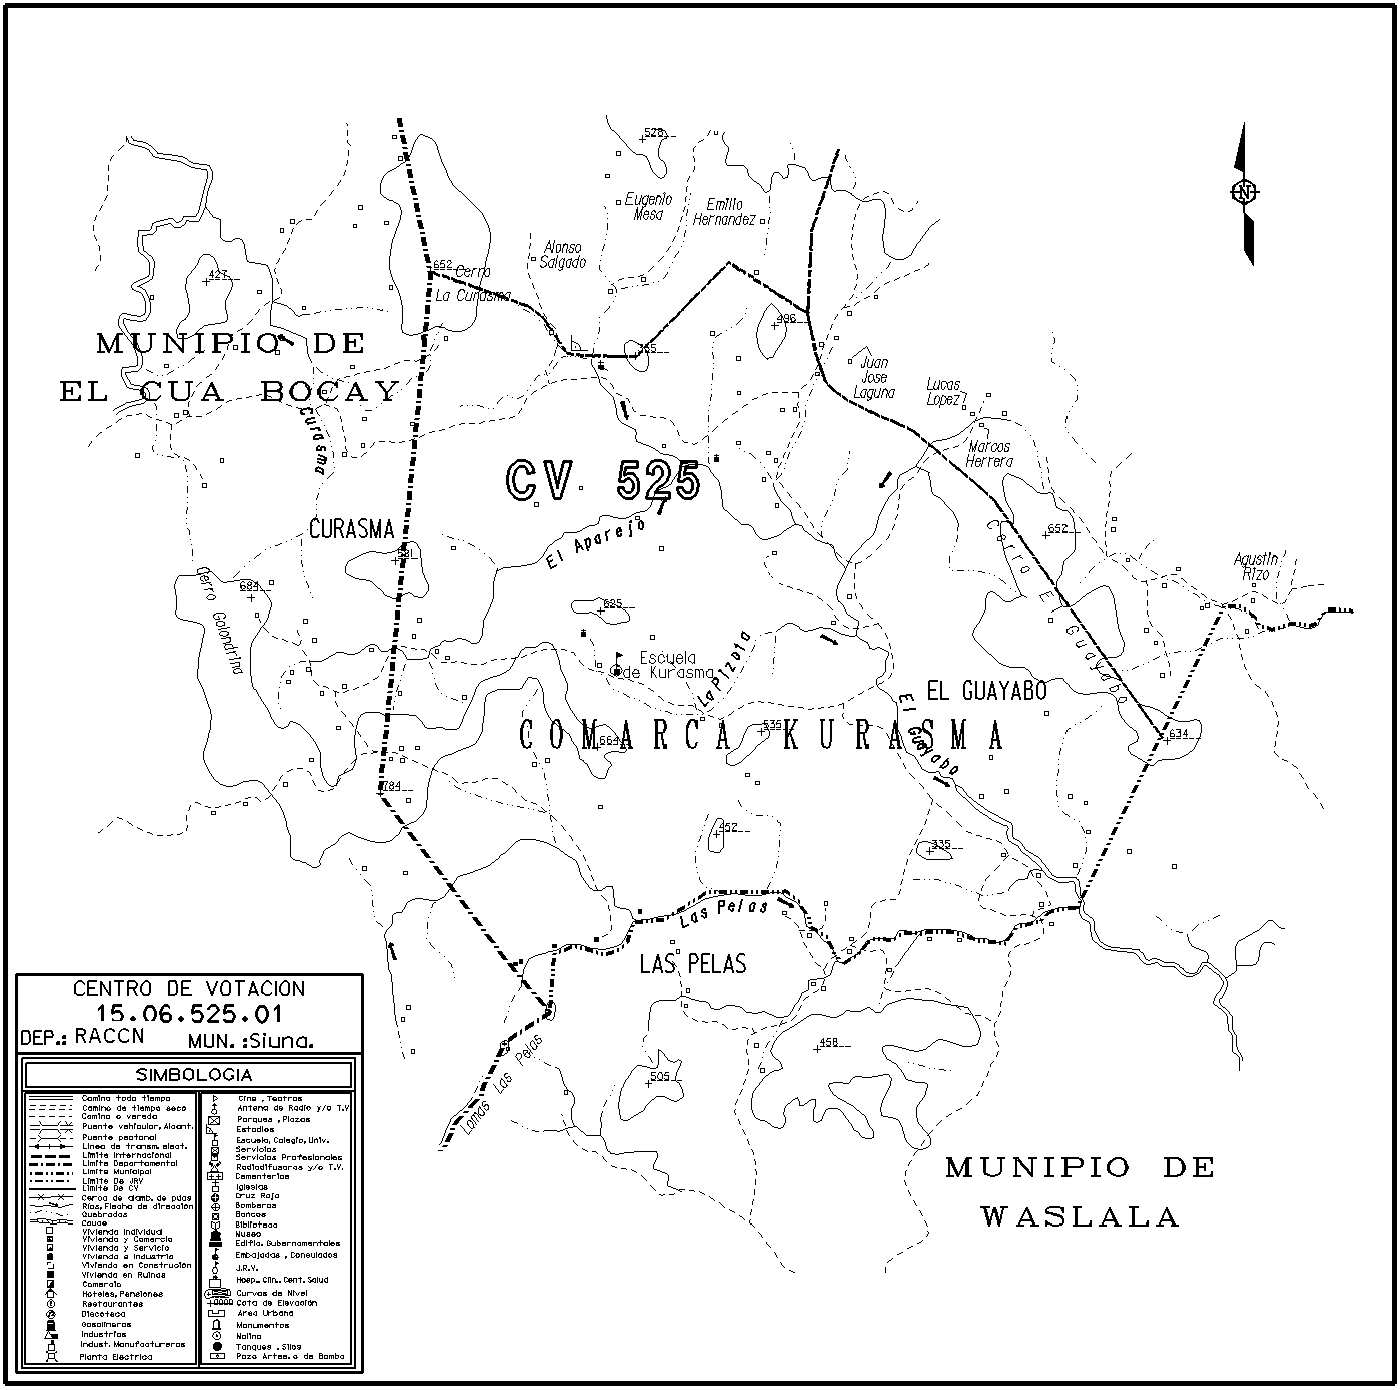 528
Eugenio
Mesa
Emilio
Hernandez
N
Alonso
Salgado
652 Cerro
La Curasma
427
MUNIPIO DE
EL CUA BOCAY
Curasma
496
Juan
Jose
Laguna
Lucas
Lopez
Marcos
Herrera
CV. 525
El Aparejo
CURASMA
Cerro El Guayabo
652
Agustin
Rizo
Cerro Golondrina
684
625
Escuela
de Kurasma
La Pizota
EL GUAYABO
El Guayabo
COMARCA KURASMA
664
535
634
784
452
335
Las Pelas
LAS PELAS
Lomas Las Pelas
458
505
MUNIPIO DE
WASLALA
CENTRO DE VOTACION
15.06.525.01
DEP.: RACCN MUN.:Siuna.
SIMBOLOGIA
Camino todo tiempo
Camino de tiempo seco
Camino o vereda
Puente vehicular, Alcant.
Puente peatonal
Linea de transm. elect.
Limite Internacional
Limite Departamental
Limite Municipal
Limite De JRV
Limite De CV
Cerca de alamb. de puas
Rios, Flecha de direccion
Quebradas
Cauce
Vivienda Individual
Vivienda y Comercio
Vivienda y Servicio
Vivienda e Industria
Vivienda en Construcción
Vivienda en Ruinas
Comercio
Hoteles, Pensiones
Restaurantes
Discoteca
Gasolineras
Industrias
Indust. Manufactureras
Planta Electrica
Cine, Teatros
Antena de Radio y/o T.V
Parques, Plazas
Estadios
Escuela, Colegio, Univ.
Servicios
Servicios Profesionales
Radiodifusoras y/o T.V.
Cementerios
Iglesias
Cruz Roja
Bomberos
Bancos
Biblioteca
Museo
Edific. Gubernamentales
Embajadas, Consulados
J.R.V.
Hosp., Clin., Cent. Salud
Curvas de Nivel
Cota de Elevación
Area Urbana
Monumentos
Molino
Tanques, Silos
Pozo Artes. o de Bomba